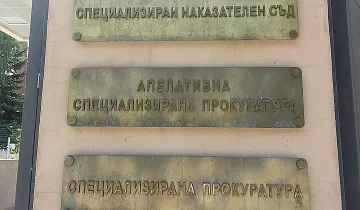 СПЕЦИАЛИЗИРАН НАКАЗАТЕЛЕН СЪД
АПЕЛАТИВНА
СПЕЦИАЛИЗИРАНА ПРОКУРАТУРА
СПЕЦИАЛИЗИРАНА ПРОКУРАТУРА